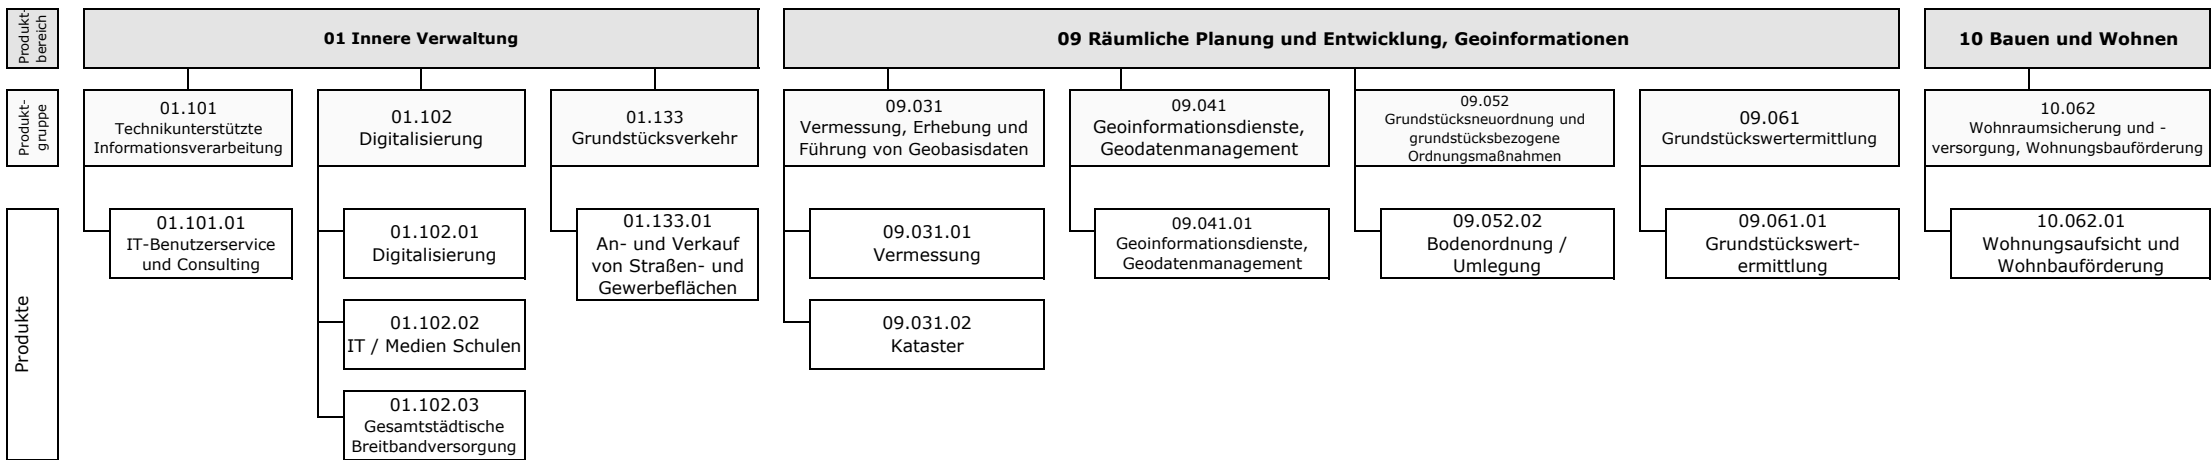 Produkt-
bereich
01 Innere Verwaltung
09 Räumliche Planung und Entwicklung, Geoinformationen
10 Bauen und Wohnen
Produkt-
gruppe
01.101
Technikunterstützte
Informationsverarbeitung
01.102
Digitalisierung
01.133
Grundstücksverkehr
09.031
Vermessung, Erhebung und
Führung von Geobasisdaten
09.041
Geoinformationsdienste,
Geodatenmanagement
09.052
Grundstücksneuordnung und
grundstücksbezogene
Ordnungsmaßnahmen
09.061
Grundstückswertermittlung
10.062
Wohnraumsicherung und -
versorgung, Wohnungsbauförderung
Produkte
01.101.01
IT-Benutzerservice
und Consulting
01.102.01
Digitalisierung
01.133.01
An- und Verkauf
von Straßen- und
Gewerbeflächen
09.031.01
Vermessung
09.041.01
Geoinformationsdienste,
Geodatenmanagement
09.052.02
Bodenordnung /
Umlegung
09.061.01
Grundstückswert-
ermittlung
10.062.01
Wohnungsaufsicht und
Wohnbauförderung
01.102.02
IT / Medien Schulen
09.031.02
Kataster
01.102.03
Gesamtstädtische
Breitbandversorgung